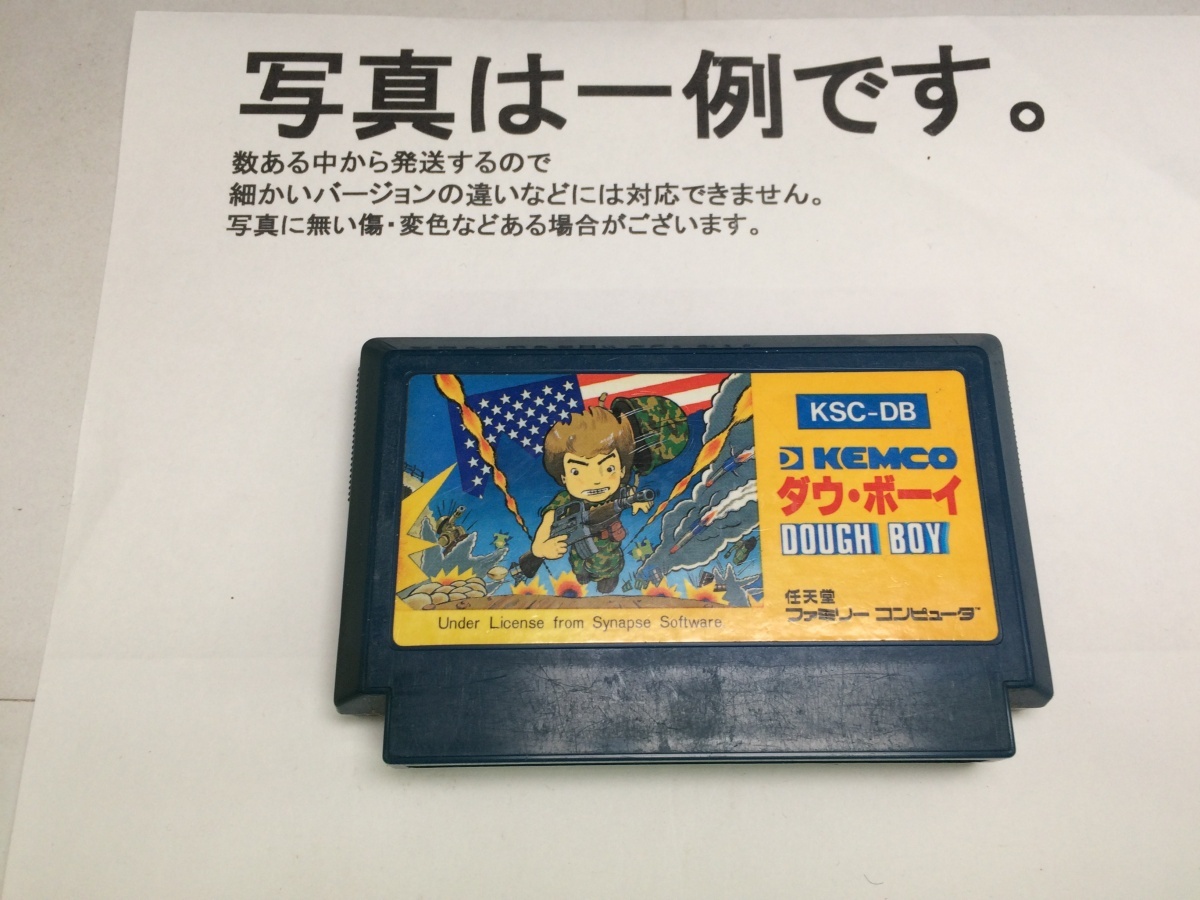 写真は一例です。
数ある中から発送するので
細かいバージョンの違いなどには対応できません。
写真に無い傷・変色などある場合がございます。
KSC-DB
KEMCO
ダウ・ボーイ
DOUGH BOY
任天堂
ファミリー コンピュータ™
Under License from Synapse Software